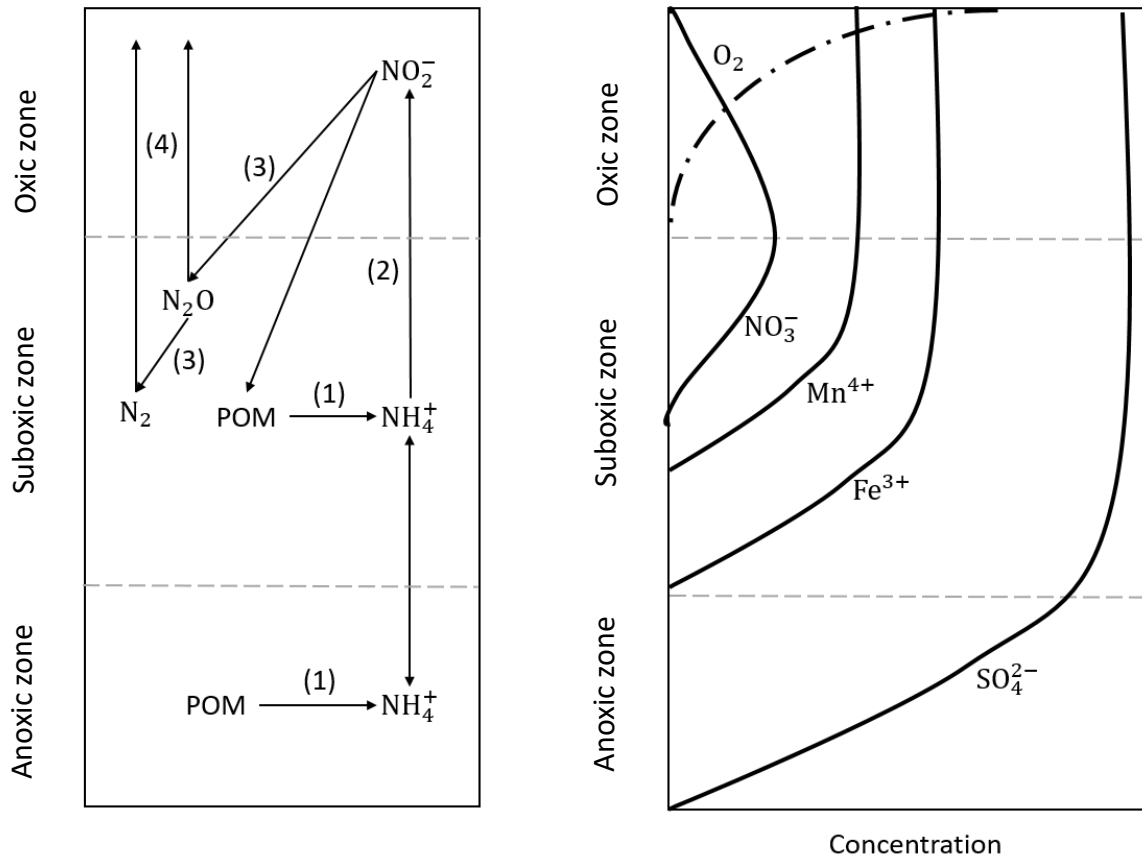 Oxic zone
Suboxic zone
Anoxic zone
(4)
NO₂⁻
(3)
(2)
N₂O
(3)
N₂
POM
(1)
NH₄⁺
POM
(1)
NH₄⁺
Oxic zone
Suboxic zone
Anoxic zone
O₂
NO₃⁻
Mn⁴⁺
Fe³⁺
SO₄²⁻
Concentration